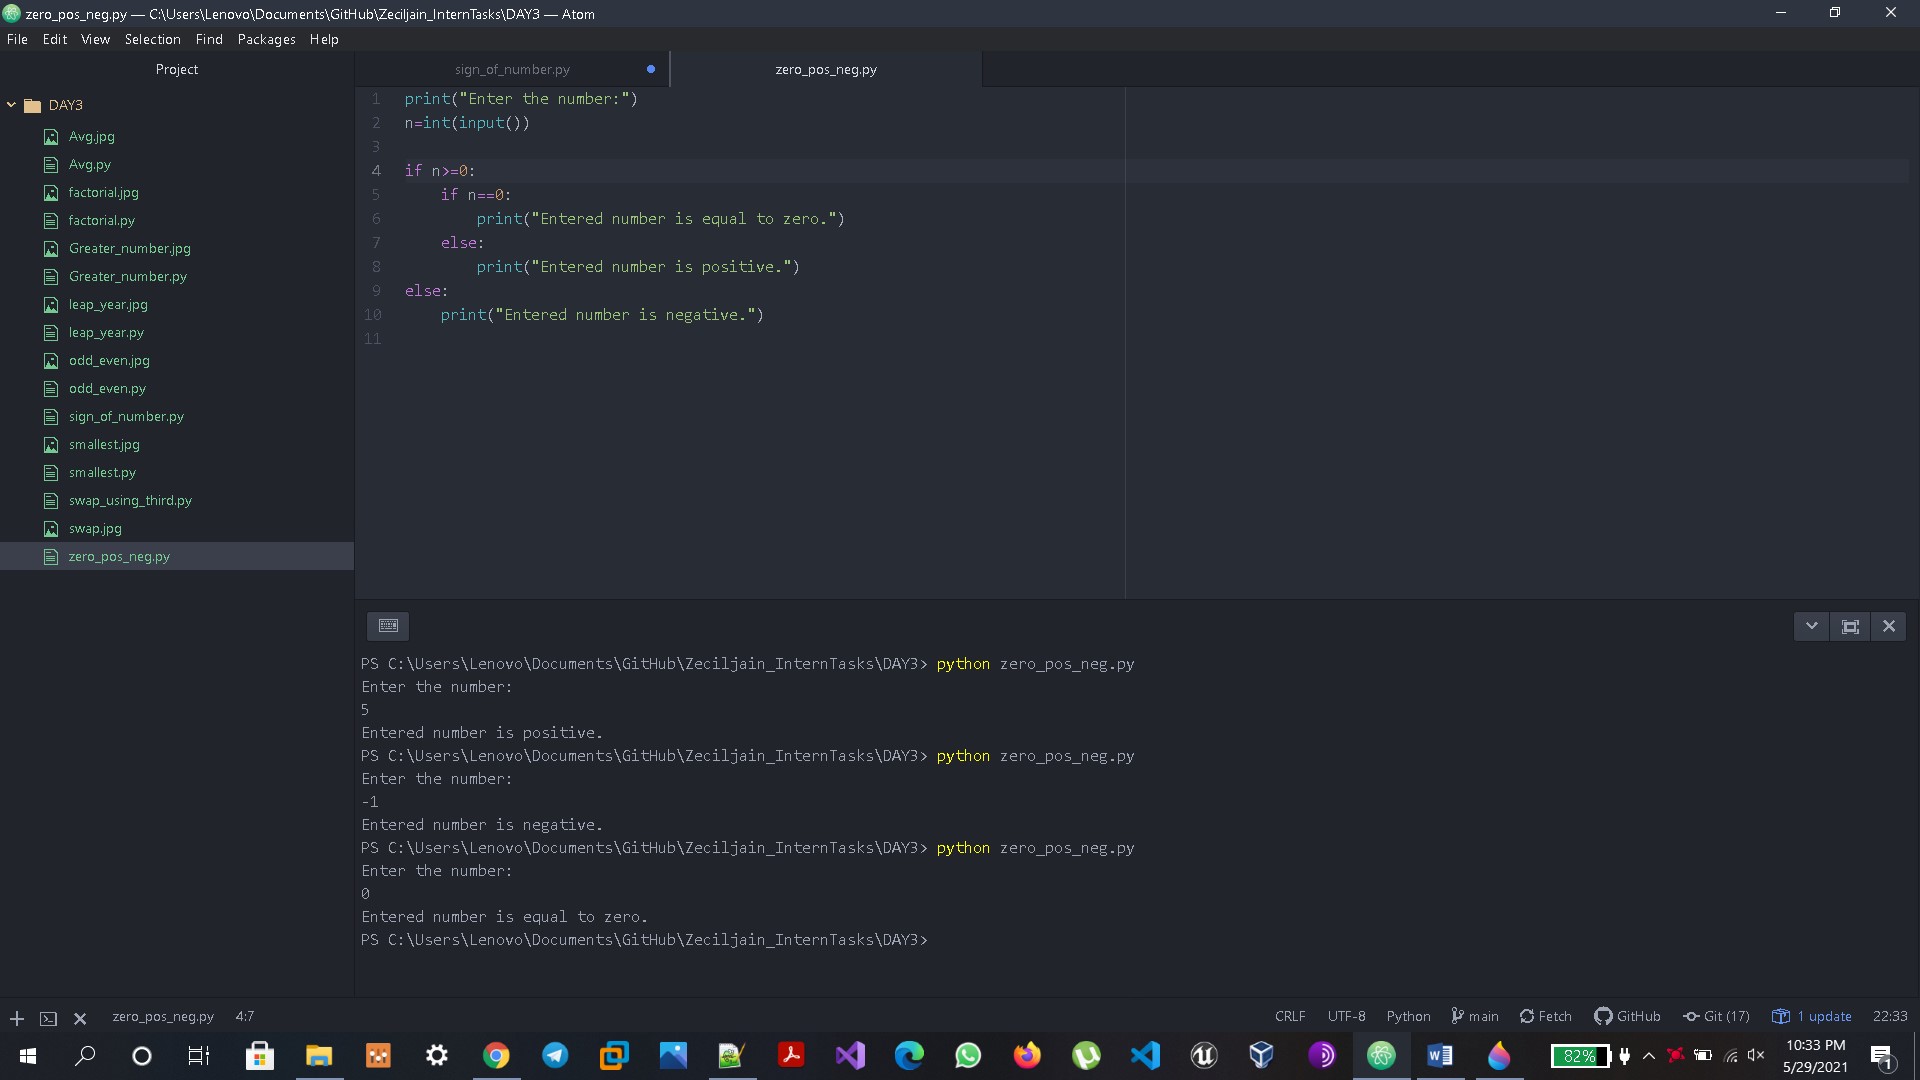 zero_pos_neg.py — C:\Users\Lenovo\Documents\GitHub\Zeciljain_InternTasks\DAY3 — Atom
File Edit View Selection Find Packages Help
Project
sign_of_number.py
zero_pos_neg.py
DAY3
Avg.jpg
Avg.py
factorial.jpg
factorial.py
Greater_number.jpg
Greater_number.py
leap_year.jpg
leap_year.py
odd_even.jpg
odd_even.py
sign_of_number.py
smallest.jpg
smallest.py
swap_using_third.py
swap.jpg
zero_pos_neg.py
1 print("Enter the number:")
2 n=int(input())
3
4 if n>=0:
5     if n==0:
6         print("Entered number is equal to zero.")
7     else:
8         print("Entered number is positive.")
9 else:
10     print("Entered number is negative.")
11
PS C:\Users\Lenovo\Documents\GitHub\Zeciljain_InternTasks\DAY3> python zero_pos_neg.py
Enter the number:
5
Entered number is positive.
PS C:\Users\Lenovo\Documents\GitHub\Zeciljain_InternTasks\DAY3> python zero_pos_neg.py
Enter the number:
-1
Entered number is negative.
PS C:\Users\Lenovo\Documents\GitHub\Zeciljain_InternTasks\DAY3> python zero_pos_neg.py
Enter the number:
0
Entered number is equal to zero.
PS C:\Users\Lenovo\Documents\GitHub\Zeciljain_InternTasks\DAY3>
zero_pos_neg.py 4:7 CRLF UTF-8 Python main Fetch GitHub Git (17) 1 update 22:33
82% 10:33 PM
5/29/2021
1